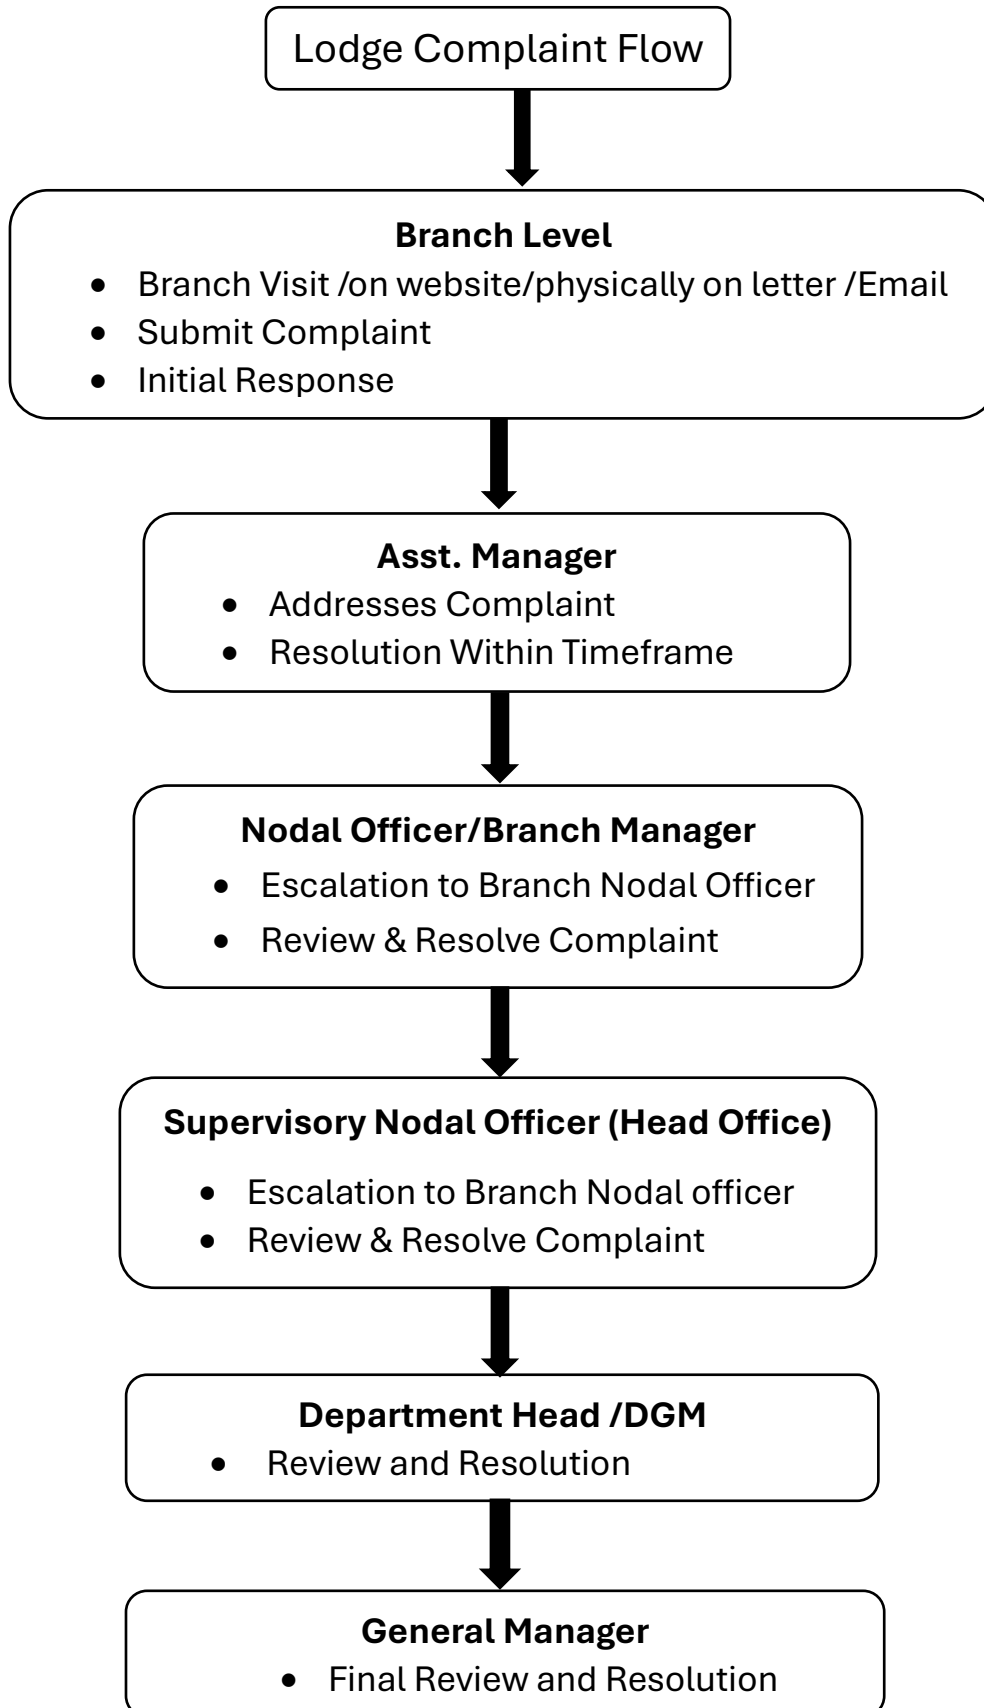 Lodge Complaint Flow
Branch Level
• Branch Visit /on website/physically on letter /Email
• Submit Complaint
• Initial Response
Asst. Manager
• Addresses Complaint
• Resolution Within Timeframe
Nodal Officer/Branch Manager
• Escalation to Branch Nodal Officer
• Review & Resolve Complaint
Supervisory Nodal Officer (Head Office)
• Escalation to Branch Nodal officer
• Review & Resolve Complaint
Department Head /DGM
• Review and Resolution
General Manager
• Final Review and Resolution